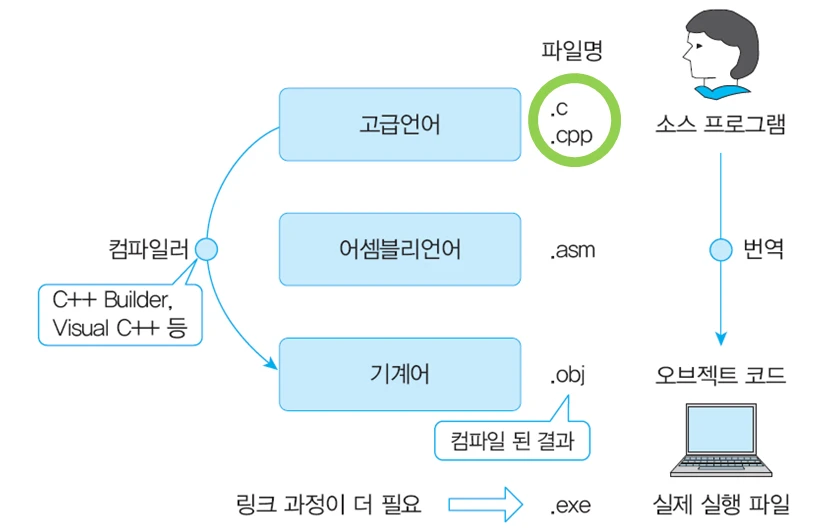 파일명
고급언어
.c
.cpp
소스 프로그램
컴파일러
어셈블리언어
.asm
번역
C++ Builder,
Visual C++ 등
기계어
.obj
오브젝트 코드
컴파일 된 결과
링크 과정이 더 필요
.exe
실제 실행 파일